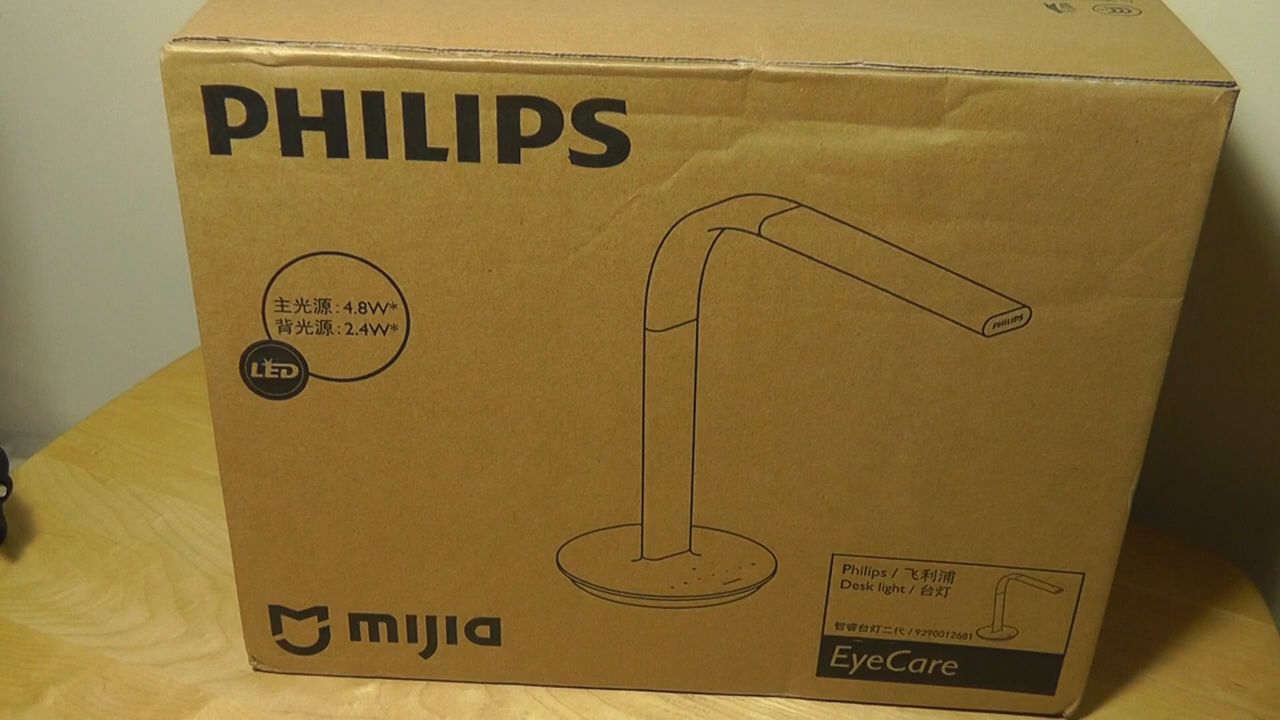 PHILIPS
主光源:4.8W*
背光源:2.4W*
LED
PHILIPS
mijia
Philips / 飞利浦
Desk light / 台灯
智睿台灯二代 / 9290012681
EyeCare